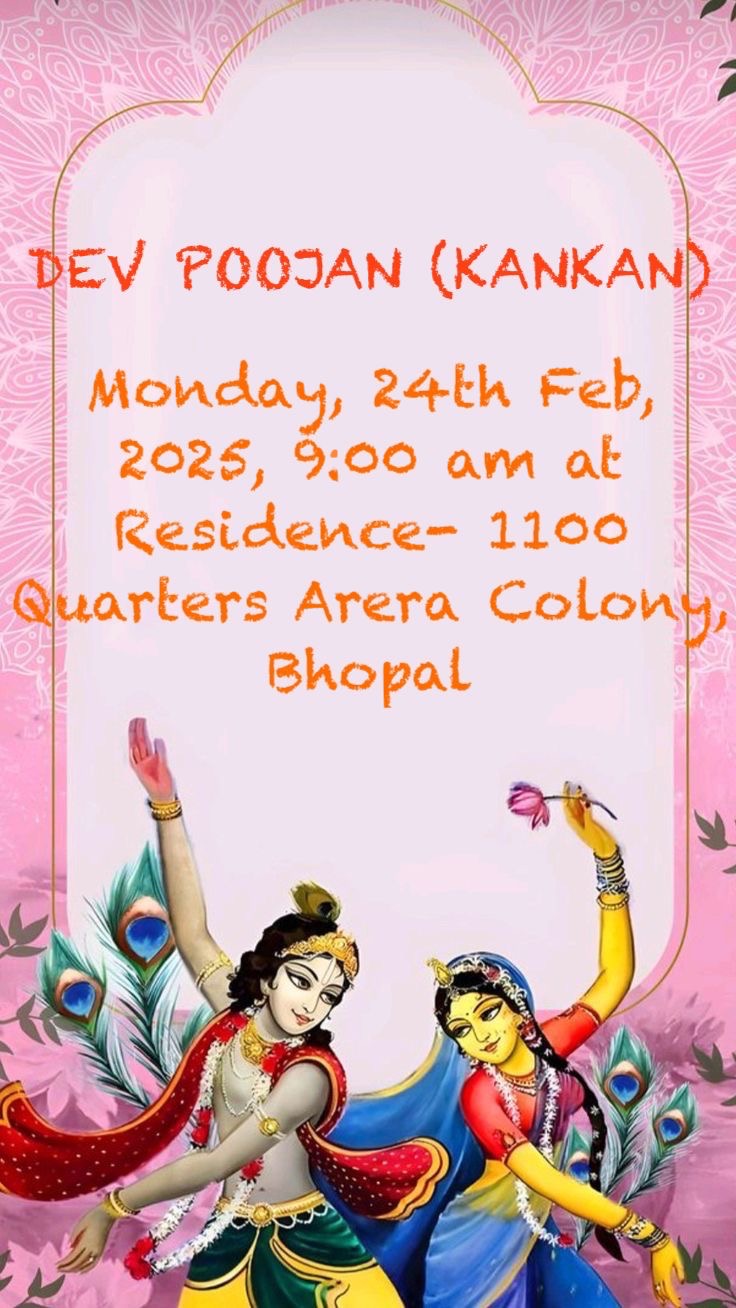 DEV POOJAN (KANKAN)
Monday, 24th Feb,
2025, 9:00 am at
Residence- 1100
Quarters Arera Colony,
Bhopal